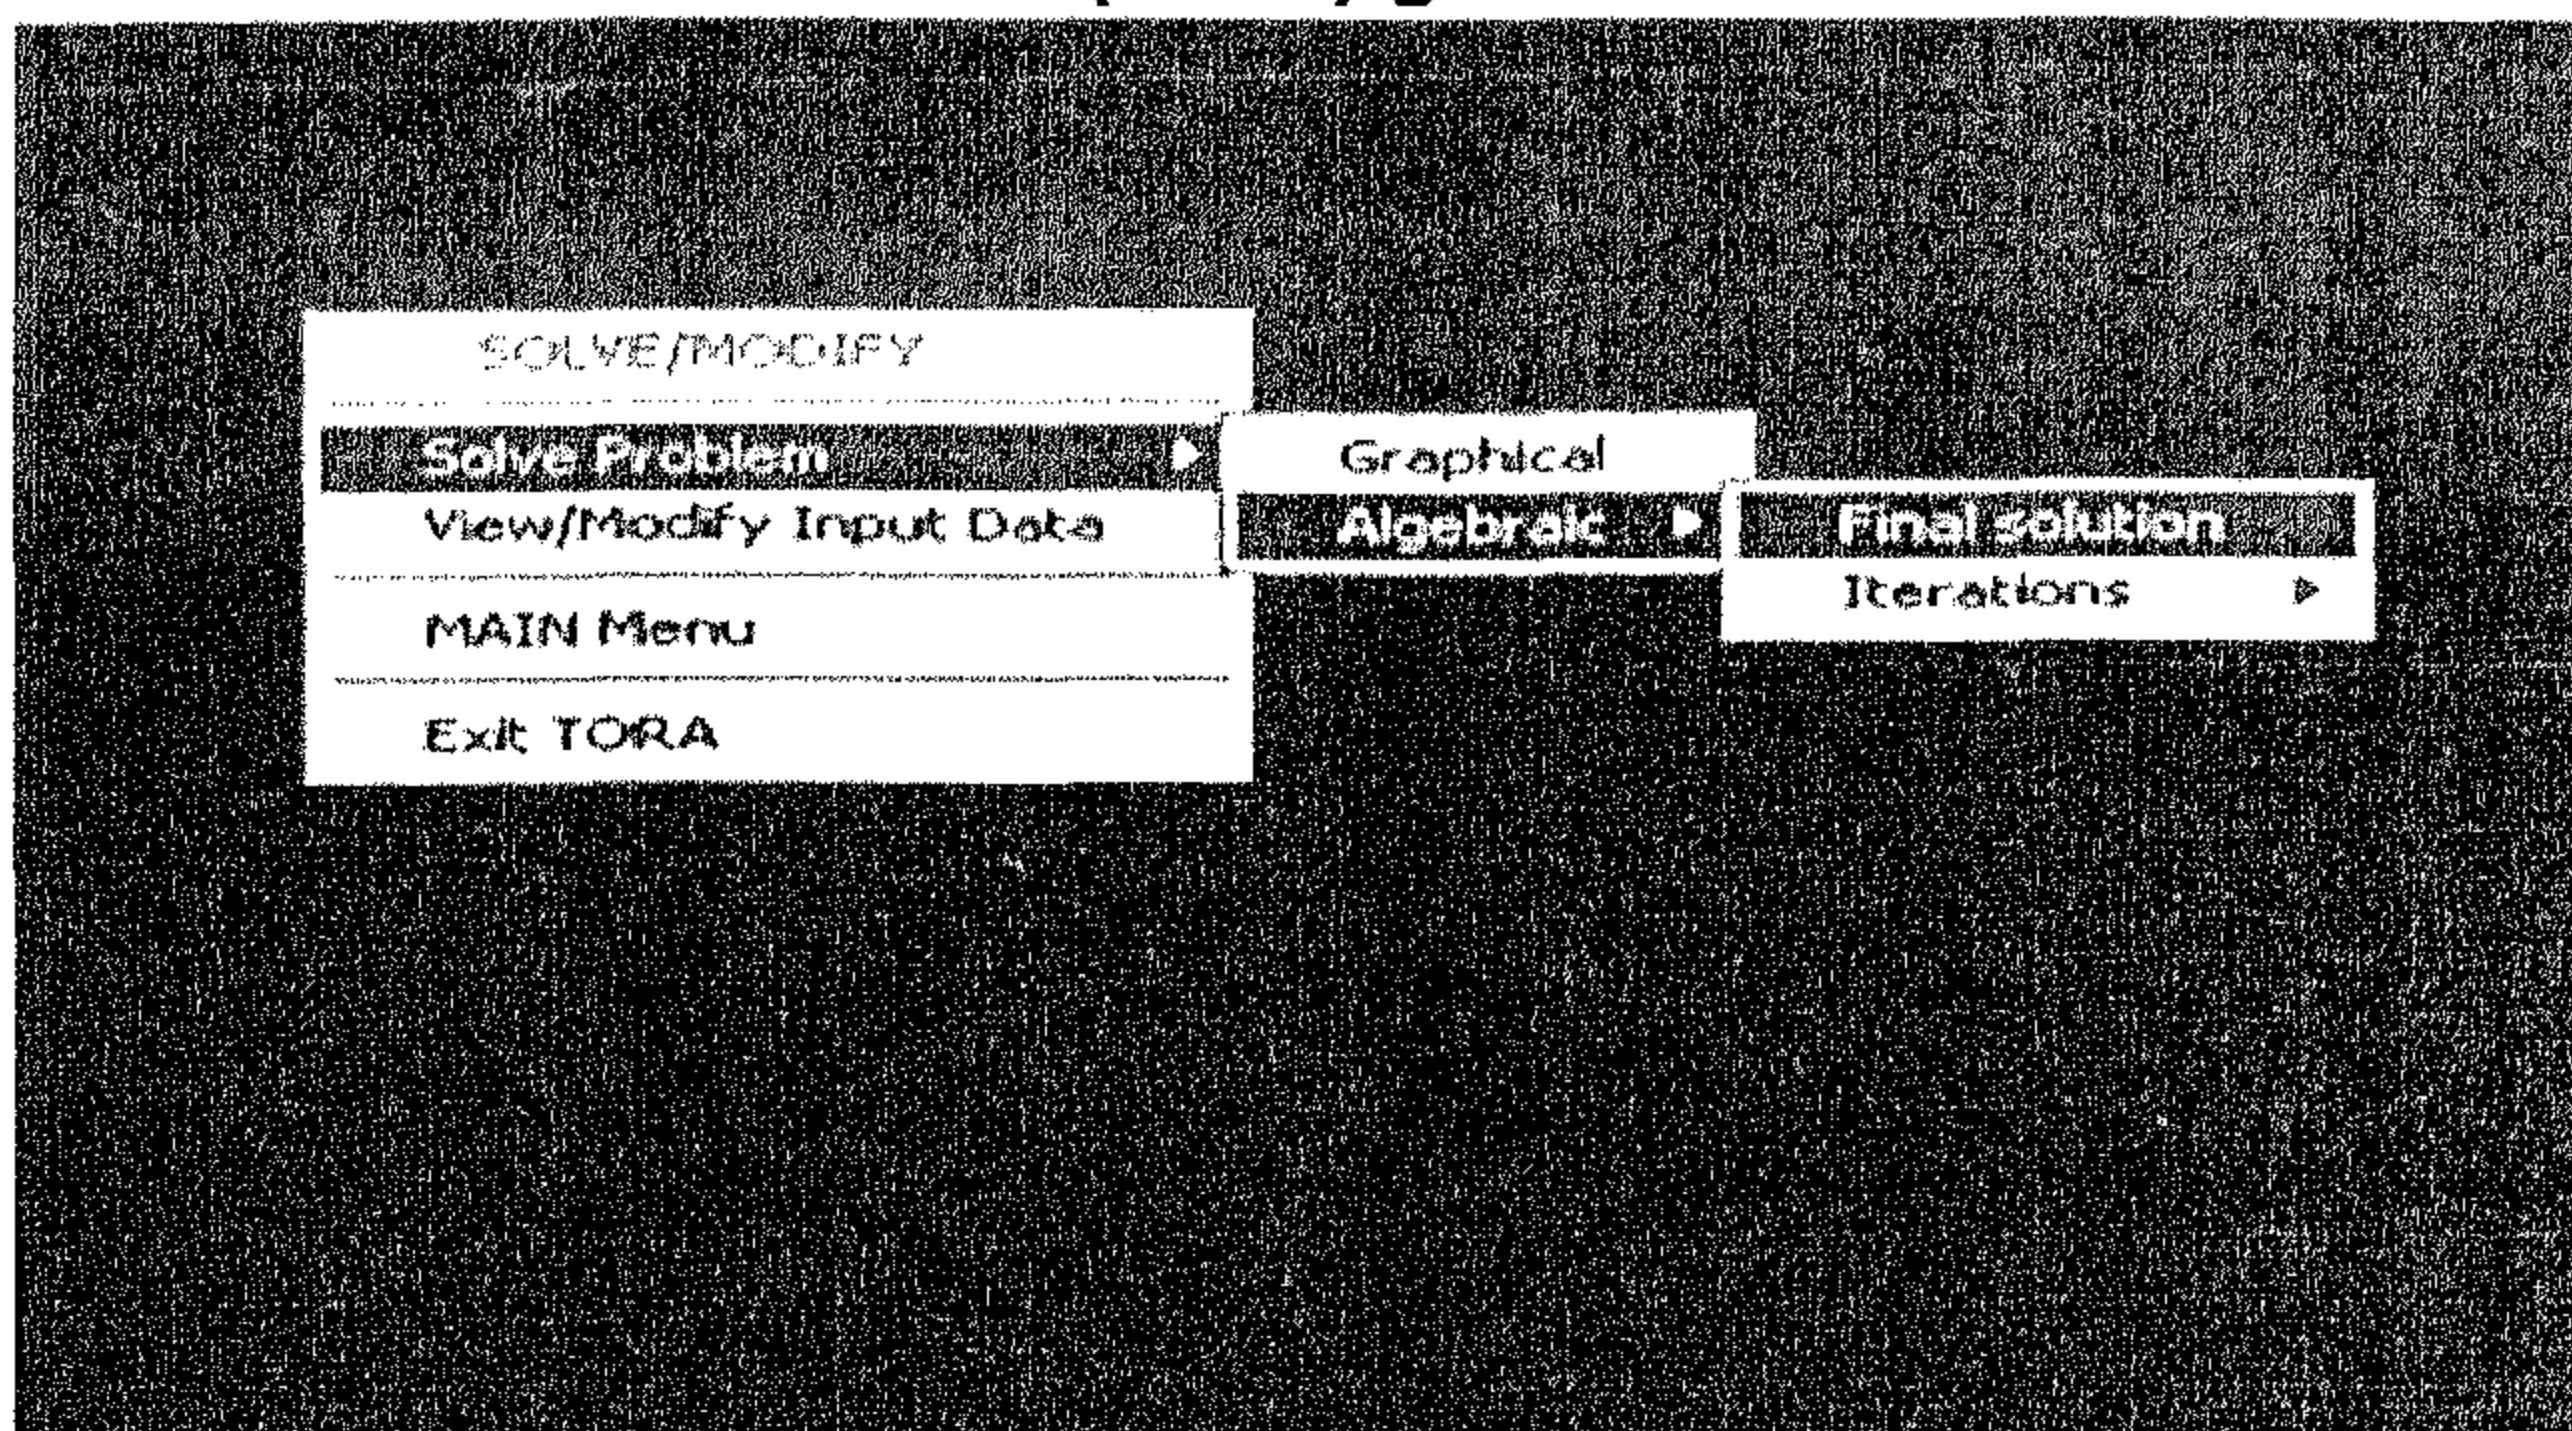 SOLVE/MODIFY
Solve Problem
Graphical
View/Modify Input Data
Algebraic
Final solution
Iterations
MAIN Menu
Exit TORA